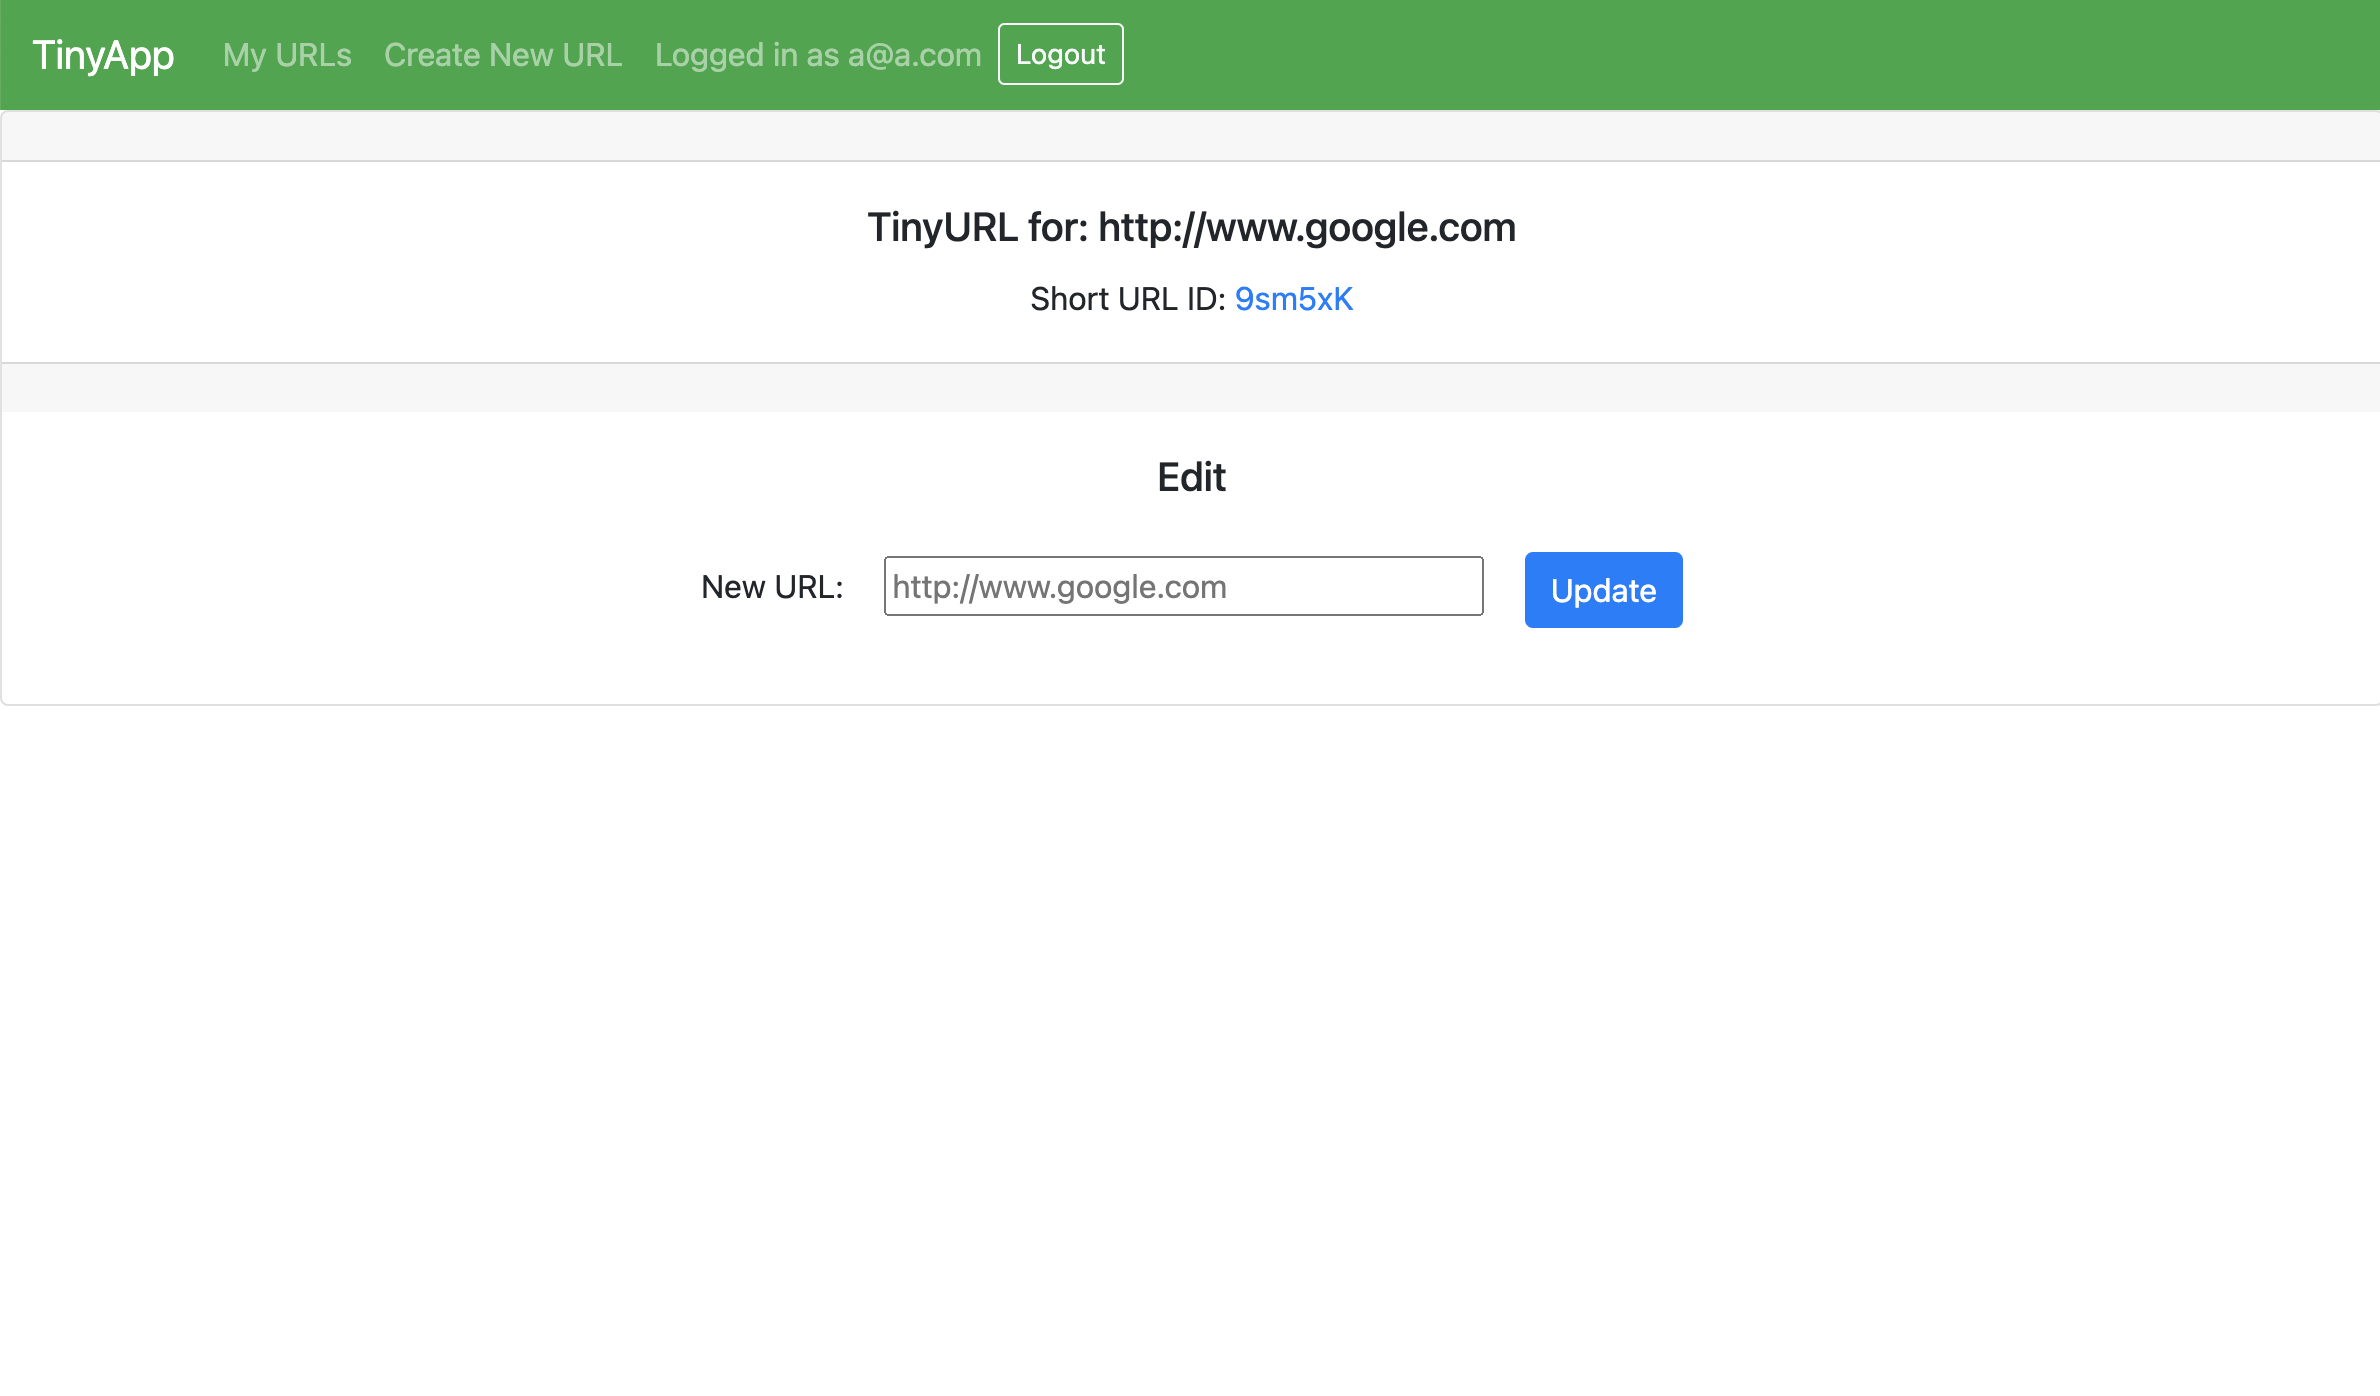 TinyApp My URLs Create New URL Logged in as a@a.com Logout
TinyURL for: http://www.google.com
Short URL ID: 9sm5xK
Edit
New URL: http://www.google.com Update